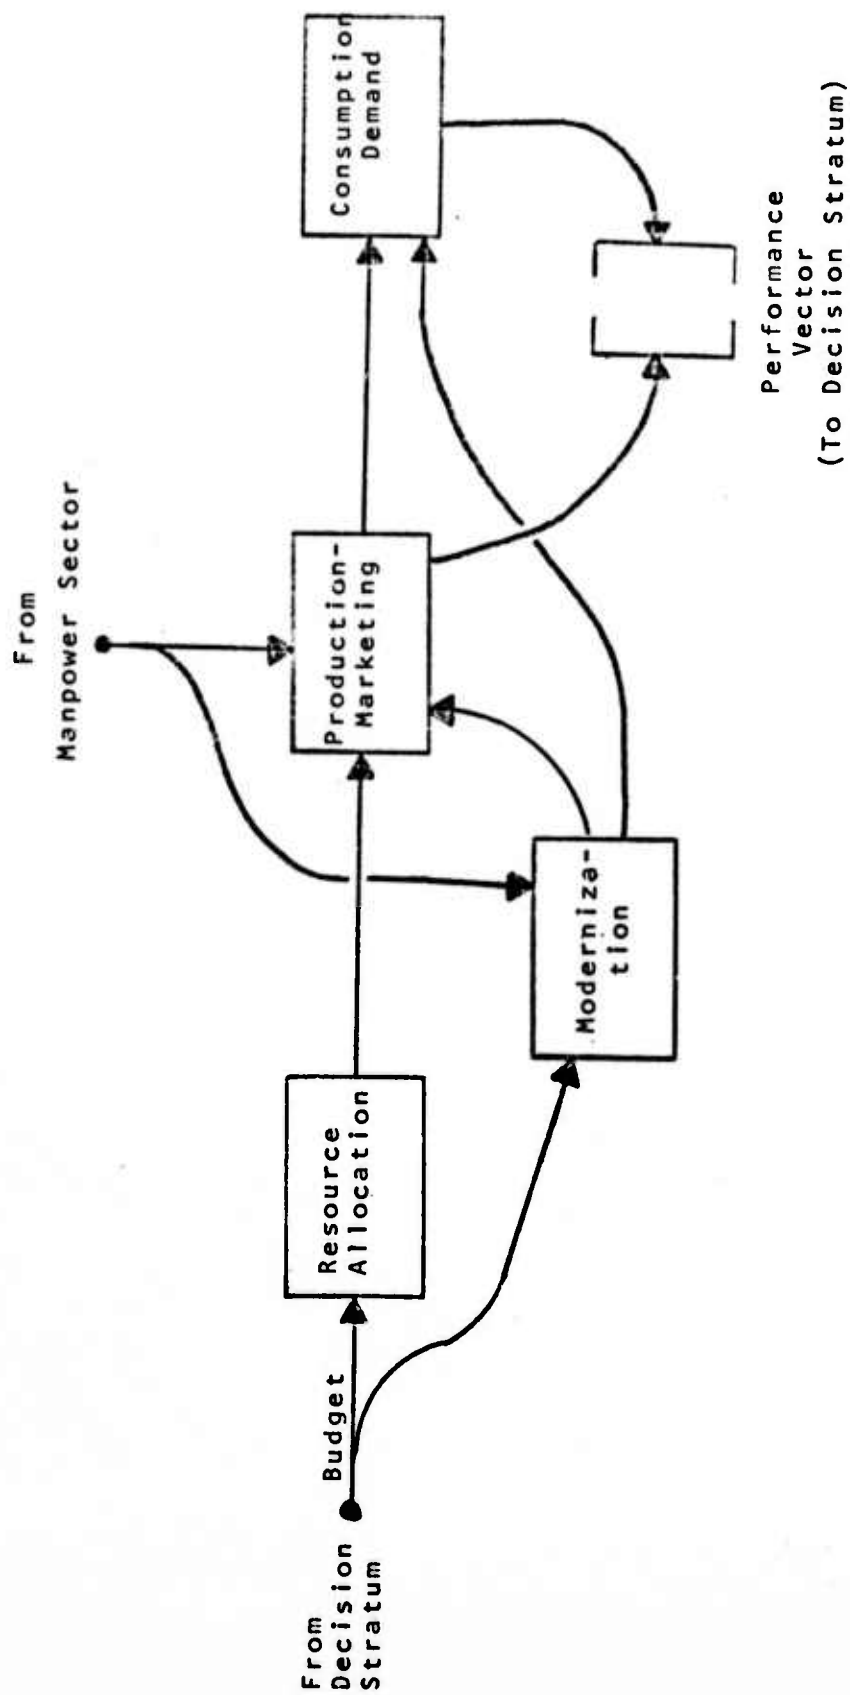 From
Manpower Sector
From
Decision
Stratum
Budget
Resource
Allocation
Production-
Marketing
Consumption
Demand
Moderniza-
tion
Performance
Vector
(To Decision Stratum)